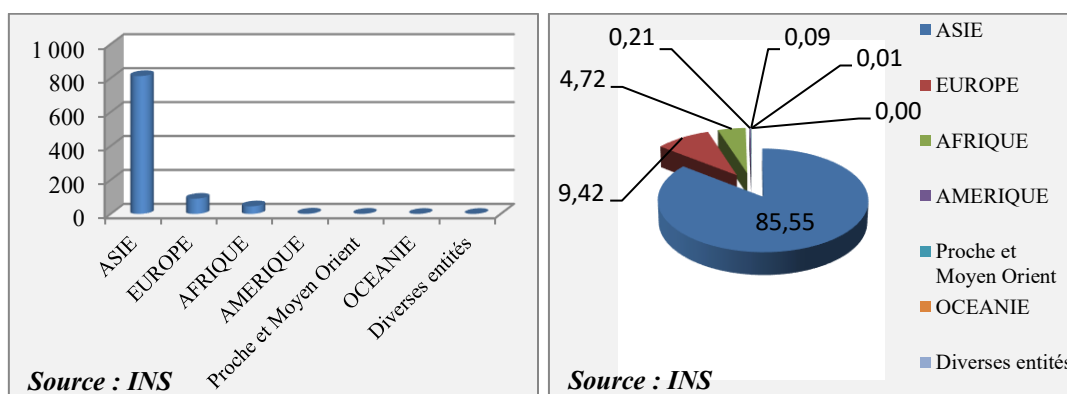 1 000
800
600
400
200
0
ASIE
EUROPE
AFRIQUE
AMERIQUE
Proche et Moyen Orient
OCEANIE
Diverses entités
Source : INS
0,21
0,09
0,01
4,72
0,00
9,42
85,55
ASIE
EUROPE
AFRIQUE
AMERIQUE
Proche et
Moyen Orient
OCEANIE
Diverses entités
Source : INS